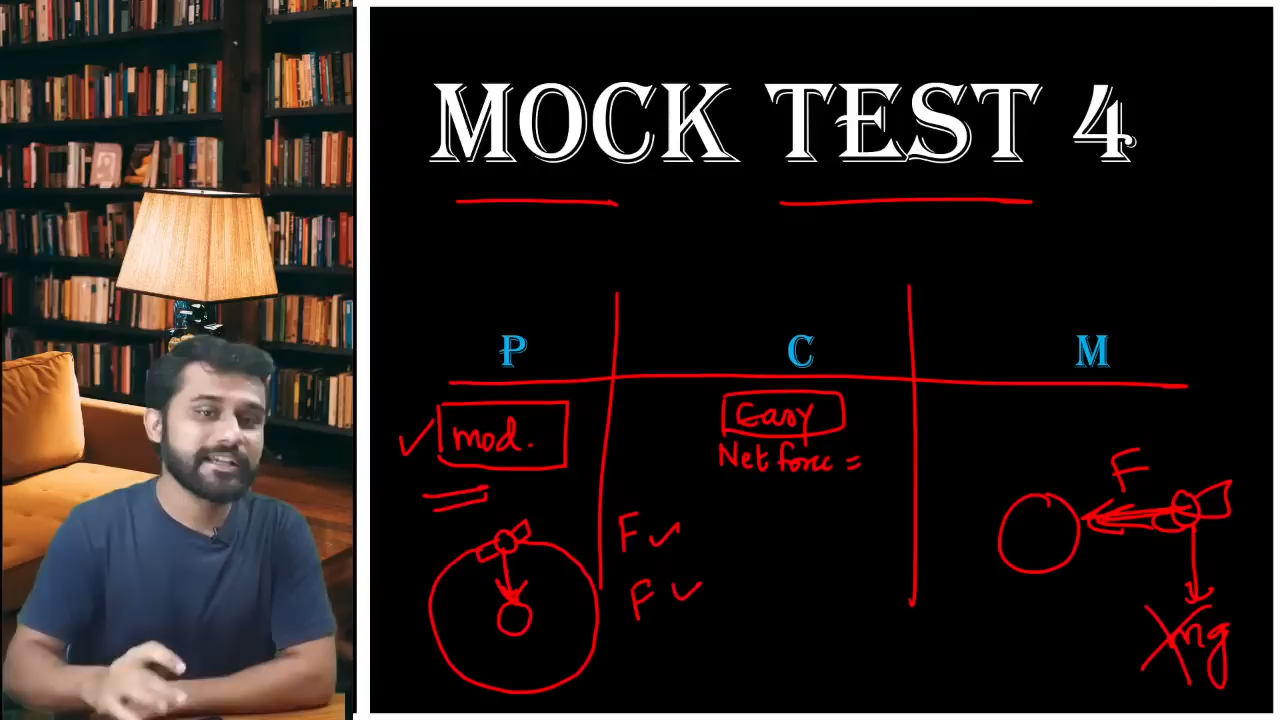 MOCK TEST 4
P C M
mod. Easy
Net force =
F
F
F
mg